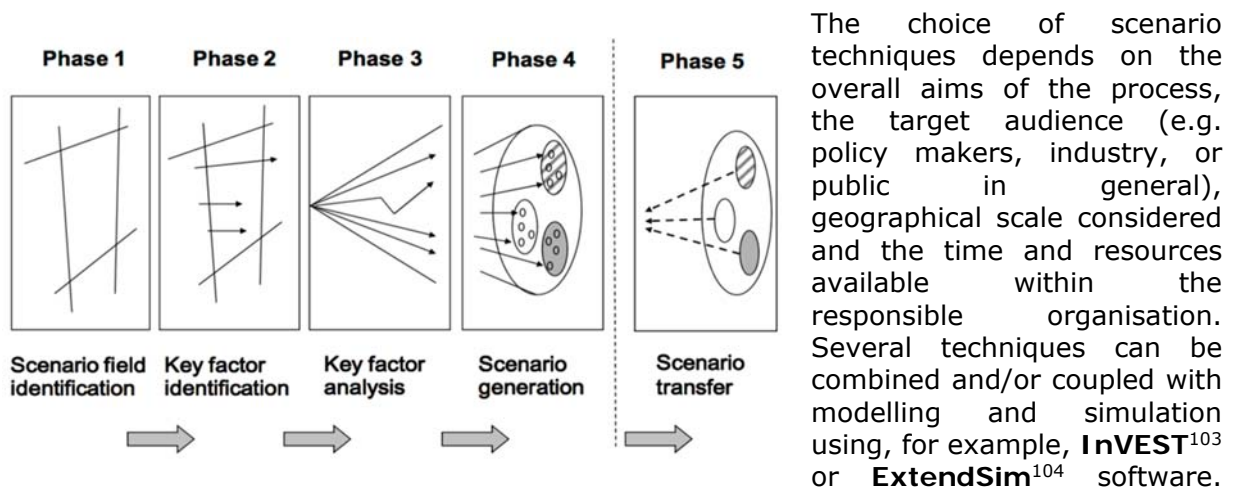 Phase 1 Phase 2 Phase 3 Phase 4 Phase 5
Scenario field identification
Key factor identification
Key factor analysis
Scenario generation
Scenario transfer
The choice of scenario
techniques depends on the
overall aims of the process,
the target audience (e.g.
policy makers, industry, or
public in general),
geographical scale considered
and the time and resources
available within the
responsible organisation.
Several techniques can be
combined and/or coupled with
modelling and simulation
using, for example, InVEST103
or ExtendSim104 software.